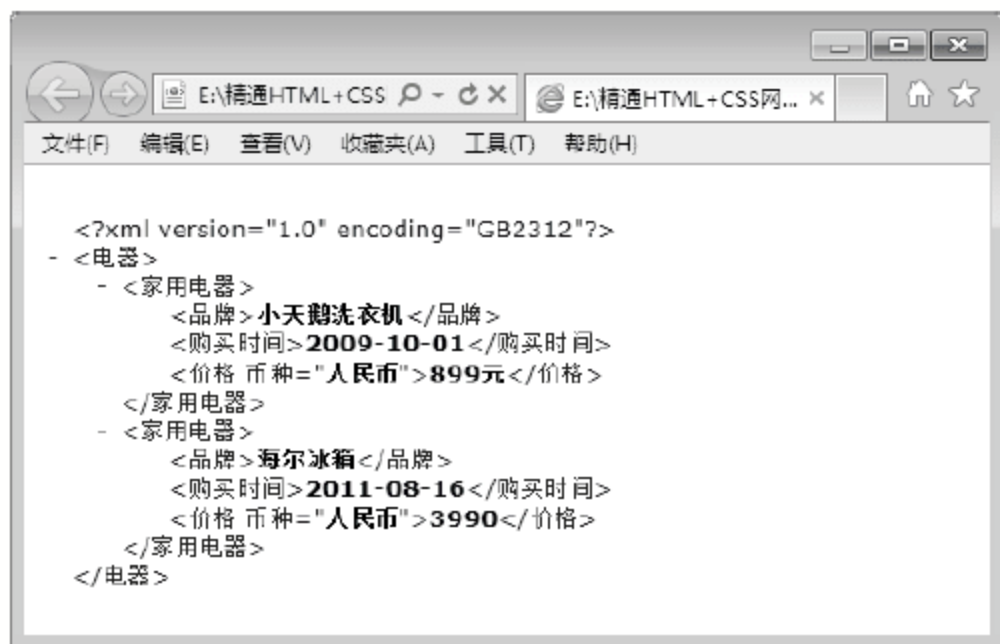 E:\精通HTML+CSS
E:\精通HTML+CSS网...
文件(F) 编辑(E) 查看(V) 收藏夹(A) 工具(T) 帮助(H)
<?xml version="1.0" encoding="GB2312"?>
- <电器>
- <家用电器>
<品牌>小天鹅洗衣机</品牌>
<购买时间>2009-10-01</购买时间>
<价格 币种="人民币">899元</价格>
</家用电器>
- <家用电器>
<品牌>海尔冰箱</品牌>
<购买时间>2011-08-16</购买时间>
<价格 币种="人民币">3990</价格>
</家用电器>
</电器>